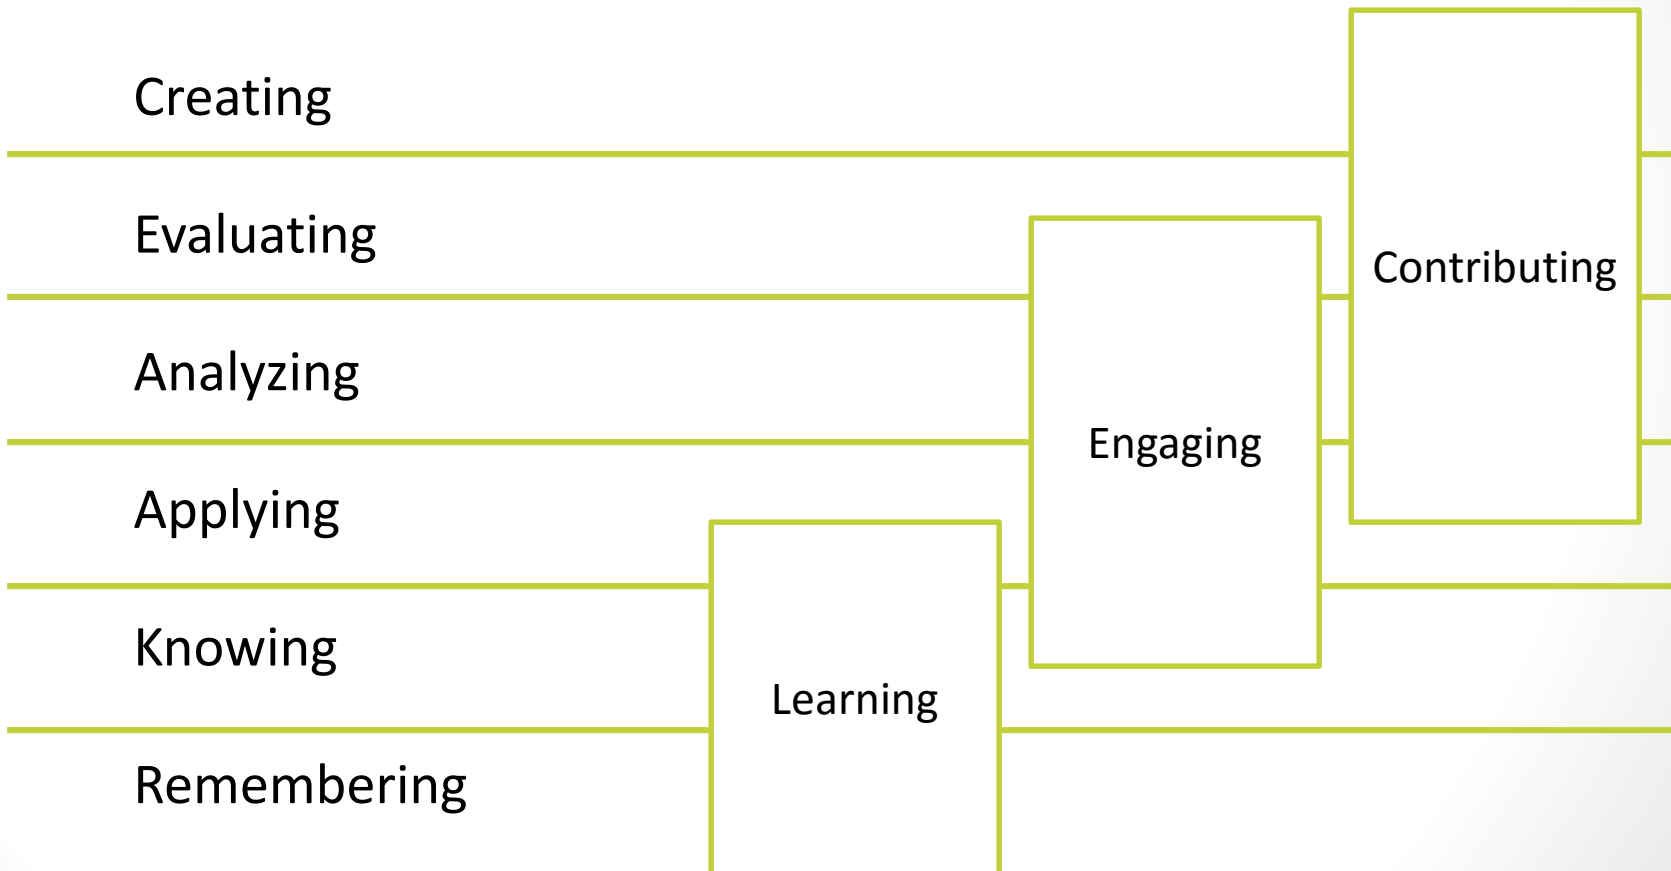 Creating
Evaluating
Analyzing
Applying
Knowing
Remembering
Learning
Engaging
Contributing